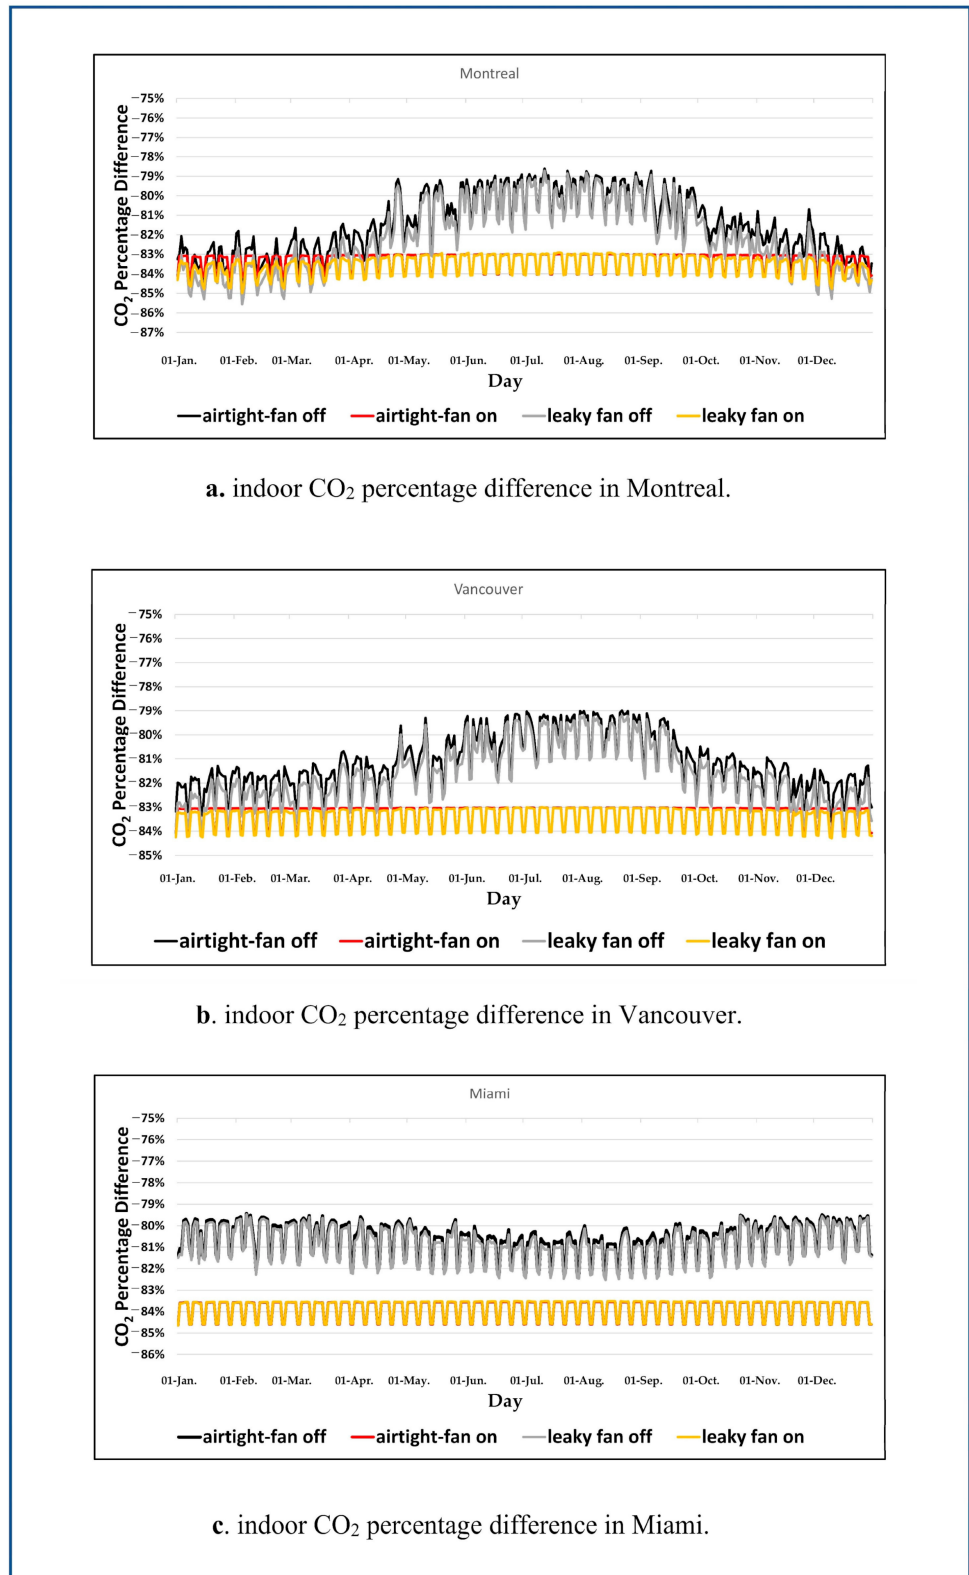 Montreal
CO₂ Percentage Difference
−75%
−76%
−77%
−78%
−79%
−80%
−81%
−82%
−83%
−84%
−85%
−86%
−87%
01-Jan. 01-Feb. 01-Mar. 01-Apr. 01-May. 01-Jun. 01-Jul. 01-Aug. 01-Sep. 01-Oct. 01-Nov. 01-Dec.
Day
airtight-fan off airtight-fan on leaky fan off leaky fan on
a. indoor CO₂ percentage difference in Montreal.
Vancouver
CO₂ Percentage Difference
−75%
−76%
−77%
−78%
−79%
−80%
−81%
−82%
−83%
−84%
−85%
01-Jan. 01-Feb. 01-Mar. 01-Apr. 01-May. 01-Jun. 01-Jul. 01-Aug. 01-Sep. 01-Oct. 01-Nov. 01-Dec.
Day
airtight-fan off airtight-fan on leaky fan off leaky fan on
b. indoor CO₂ percentage difference in Vancouver.
Miami
CO₂ Percentage Difference
−75%
−76%
−77%
−78%
−79%
−80%
−81%
−82%
−83%
−84%
−85%
−86%
01-Jan. 01-Feb. 01-Mar. 01-Apr. 01-May. 01-Jun. 01-Jul. 01-Aug. 01-Sep. 01-Oct. 01-Nov. 01-Dec.
Day
airtight-fan off airtight-fan on leaky fan off leaky fan on
c. indoor CO₂ percentage difference in Miami.